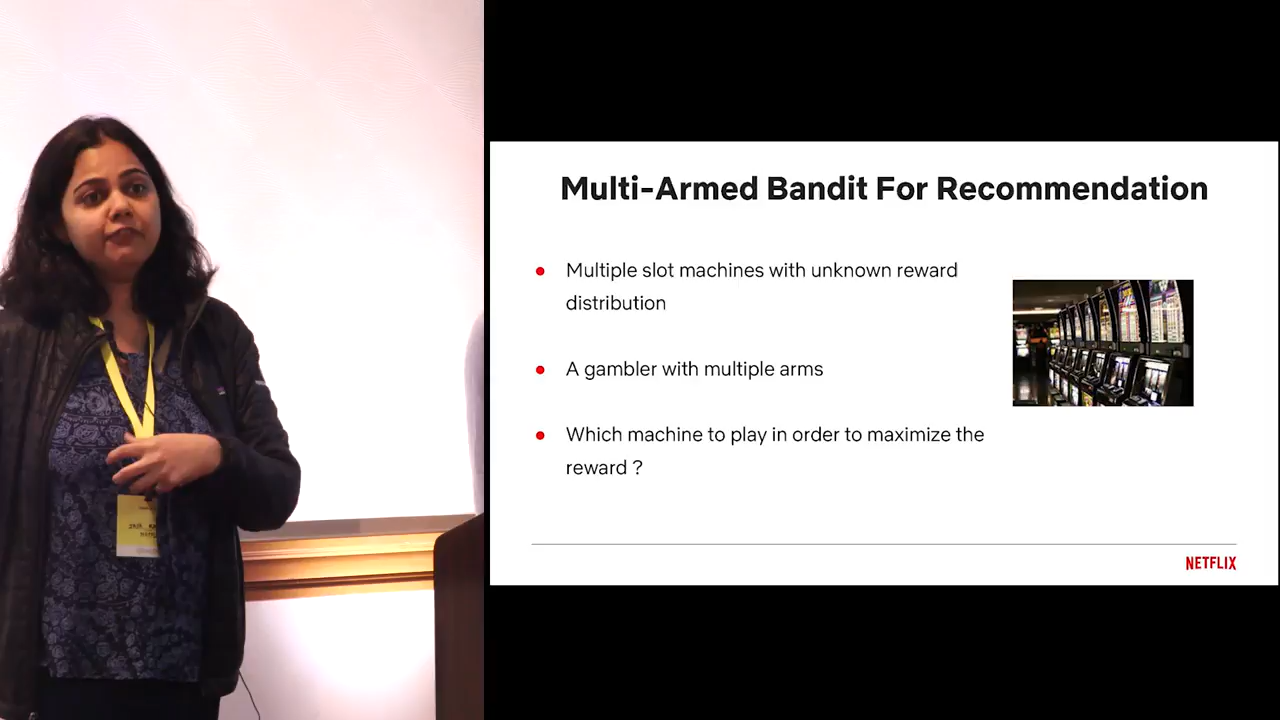 Multi-Armed Bandit For Recommendation
Multiple slot machines with unknown reward
distribution
A gambler with multiple arms
Which machine to play in order to maximize the
reward ?
NETFLIX